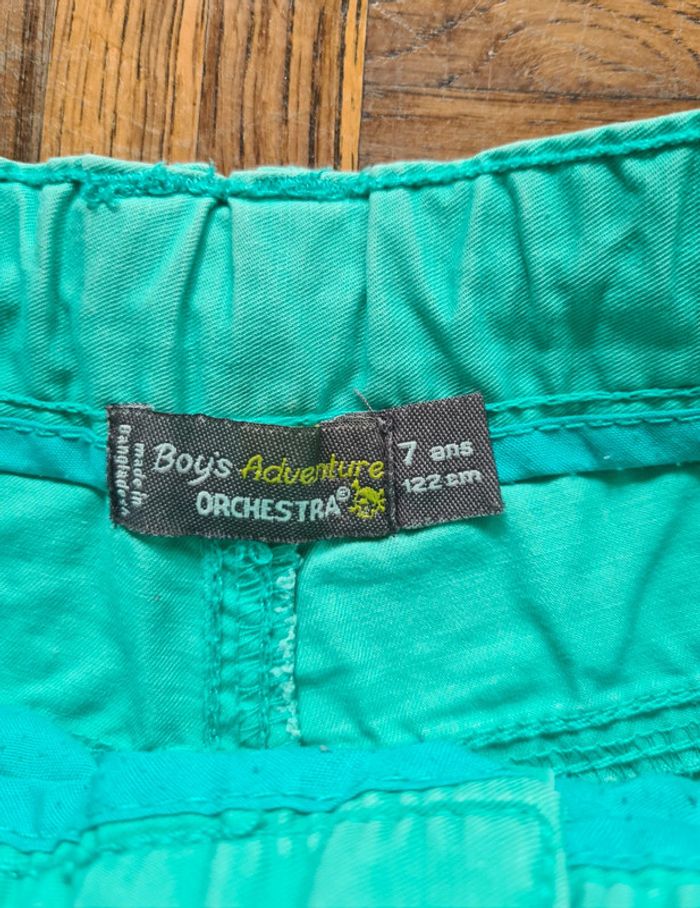 made in
Bangladesh
Boy's Adventure
ORCHESTRA®
7 ans
122 cm